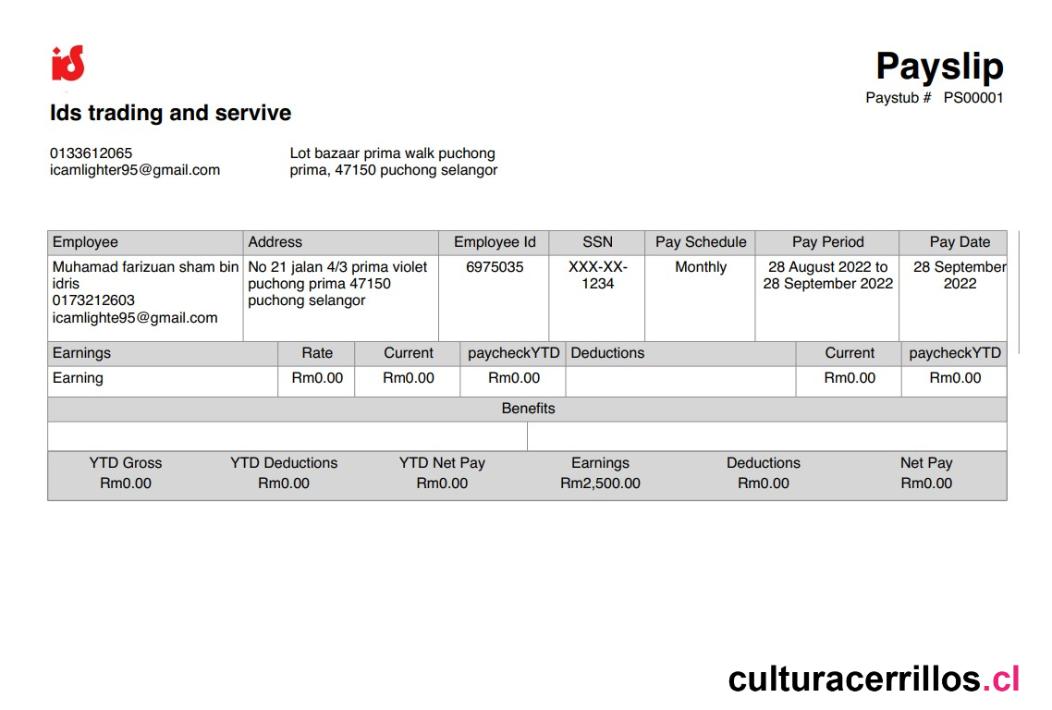 ids
Payslip
Paystub # PS00001
Ids trading and servive
0133612065
icamlighter95@gmail.com
Lot bazaar prima walk puchong
prima, 47150 puchong selangor
Employee Address Employee Id SSN Pay Schedule Pay Period Pay Date
Muhamad farizuan sham bin
idris
0173212603
icamlighte95@gmail.com
No 21 jalan 4/3 prima violet
puchong prima 47150
puchong selangor
6975035
XXX-XX-
1234
Monthly
28 August 2022 to
28 September 2022
28 September
2022
Earnings Rate Current paycheckYTD Deductions Current paycheckYTD
Earning Rm0.00 Rm0.00 Rm0.00 Rm0.00 Rm0.00
Benefits
YTD Gross YTD Deductions YTD Net Pay Earnings Deductions Net Pay
Rm0.00 Rm0.00 Rm0.00 Rm2,500.00 Rm0.00 Rm0.00
culturacerrillos.cl